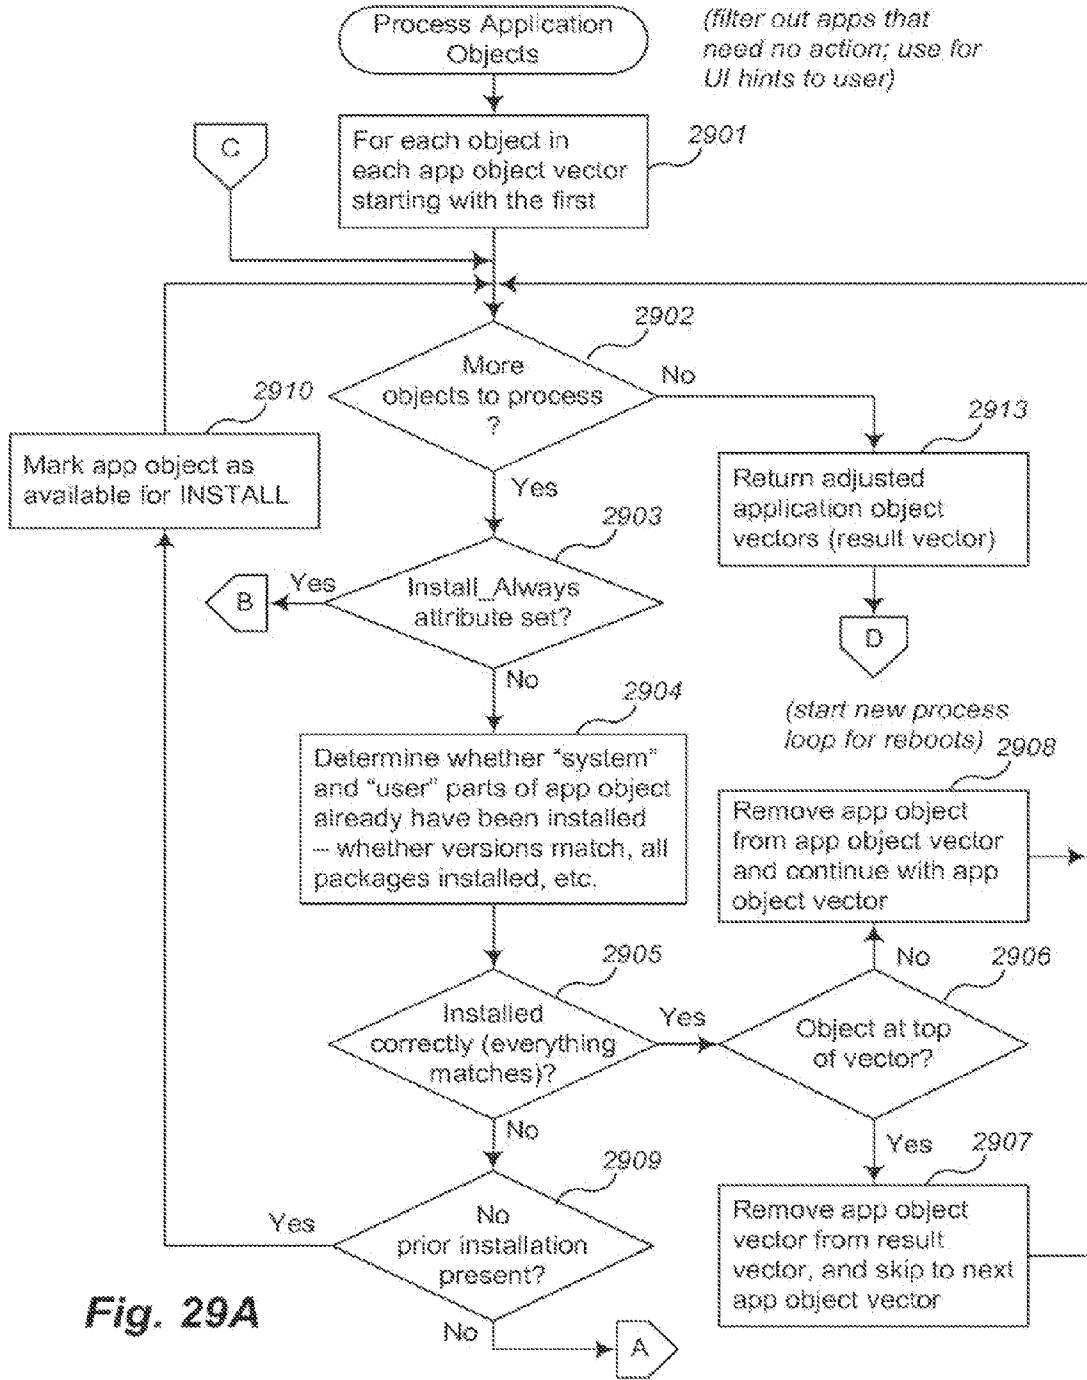 Process Application
Objects
(filter out apps that
need no action; use for
UI hints to user)
C
For each object in
each app object vector
starting with the first
2901
2902
More
objects to process
?
No
Yes
2910
Mark app object as
available for INSTALL
2913
Return adjusted
application object
vectors (result vector)
2903
Install_Always
attribute set?
Yes
B
No
D
(start new process
loop for reboots)
2904
Determine whether "system"
and "user" parts of app object
already have been installed
– whether versions match, all
packages installed, etc.
2908
Remove app object
from app object vector
and continue with app
object vector
2905
Installed
correctly (everything
matches)?
Yes
No
No
2906
Object at top
of vector?
Yes
2909
No
prior installation
present?
Yes
No
A
2907
Remove app object
vector from result
vector, and skip to next
app object vector
Fig. 29A